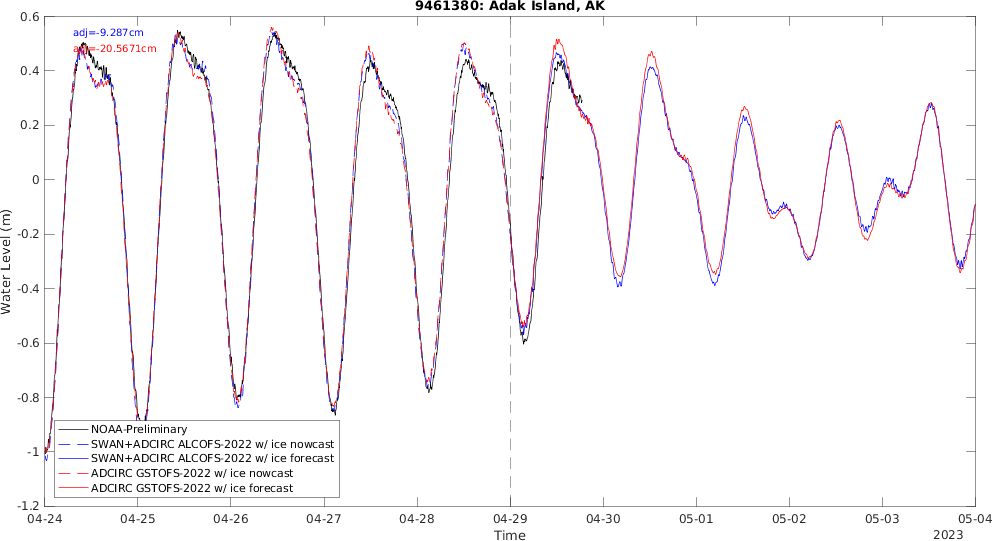 9461380: Adak Island, AK
adj=-9.287cm
adj=-20.5671cm
0.6
0.4
0.2
0
-0.2
-0.4
-0.6
-0.8
-1
-1.2
Water Level (m)
NOAA-Preliminary
SWAN+ADCIRC ALCOFS-2022 w/ ice nowcast
SWAN+ADCIRC ALCOFS-2022 w/ ice forecast
ADCIRC GSTOFS-2022 w/ ice nowcast
ADCIRC GSTOFS-2022 w/ ice forecast
04-24 04-25 04-26 04-27 04-28 04-29 04-30 05-01 05-02 05-03 05-04
Time
2023